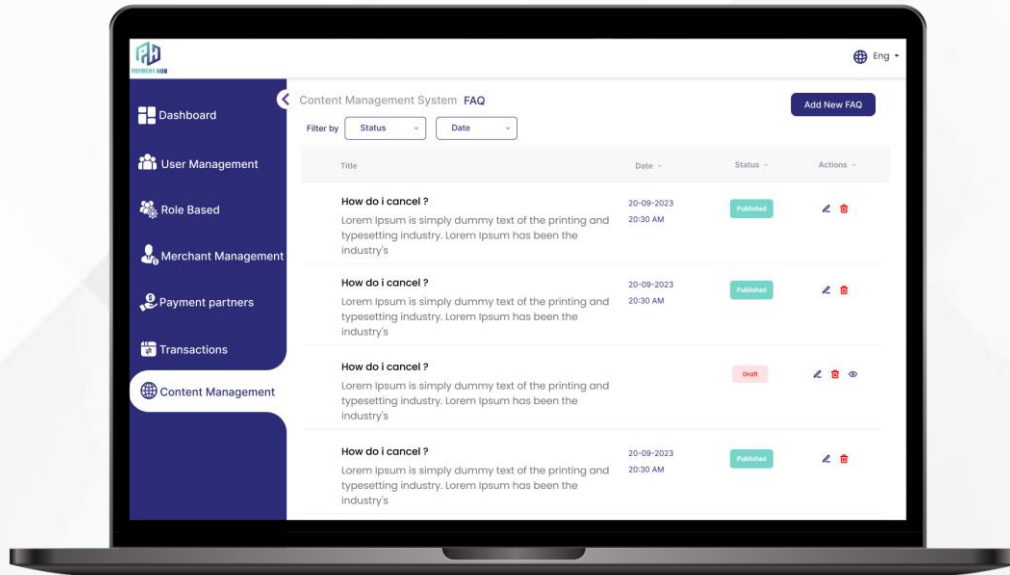 PH
PAYMENT HUB
Eng
Dashboard
User Management
Role Based
Merchant Management
Payment partners
Transactions
Content Management
Content Management System FAQ
Add New FAQ
Filter by Status Date
Title Date Status Actions
How do i cancel ?
Lorem Ipsum is simply dummy text of the printing and
typesetting industry. Lorem Ipsum has been the
industry's
20-09-2023
20:30 AM
Published
How do i cancel ?
Lorem Ipsum is simply dummy text of the printing and
typesetting industry. Lorem Ipsum has been the
industry's
20-09-2023
20:30 AM
Published
How do i cancel ?
Lorem Ipsum is simply dummy text of the printing and
typesetting industry. Lorem Ipsum has been the
industry's
Draft
How do i cancel ?
Lorem Ipsum is simply dummy text of the printing and
typesetting industry. Lorem Ipsum has been the
industry's
20-09-2023
20:30 AM
Published